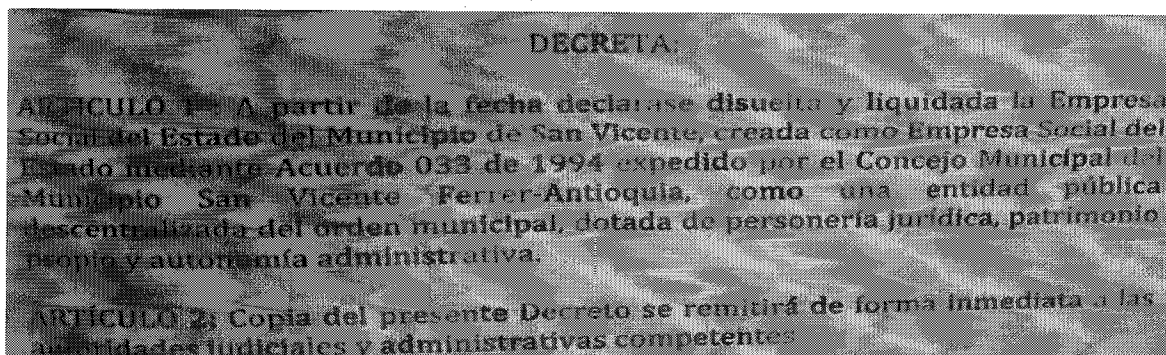 DECRETA:
ARTICULO 1°: A partir de la fecha declarase disuelta y liquidada la Empresa
Social del Estado del Municipio de San Vicente, creada como Empresa Social del
Estado mediante Acuerdo 033 de 1994 expedido por el Concejo Municipal del
Municipio San Vicente Ferrer-Antioquia, como una entidad pública
descentralizada del orden municipal, dotada de personería jurídica, patrimonio
propio y autonomía administrativa.
ARTICULO 2: Copia del presente Decreto se remitirá de forma inmediata a las
autoridades judiciales y administrativas competentes